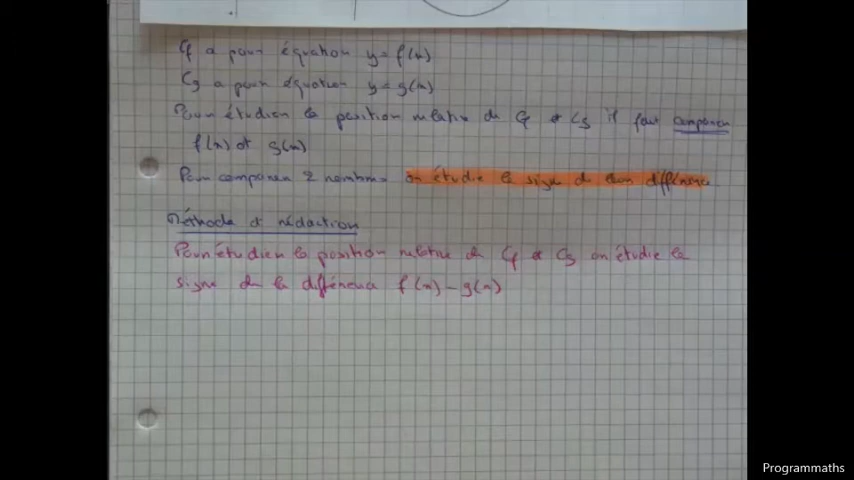 Cf a pour équation y = f(x)
Cg a pour équation y = g(x)
Pour étudier la position relative de Cf et Cg il faut comparer
f(x) et g(x)
Pour comparer 2 nombres on étudie le signe de leur différence
Méthode et rédaction
Pour étudier la position relative de Cf et Cg on étudie le
signe de la différence f(x) - g(x)
Programmaths